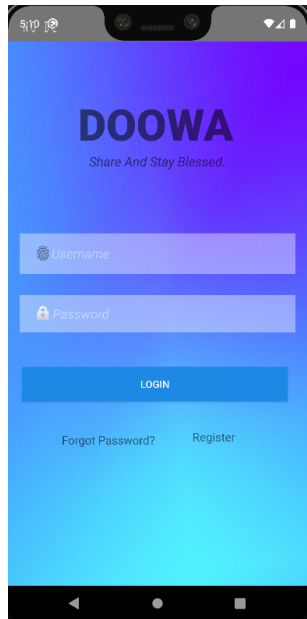 DOOWA
Share And Stay Blessed.
Username
Password
LOGIN
Forgot Password? Register